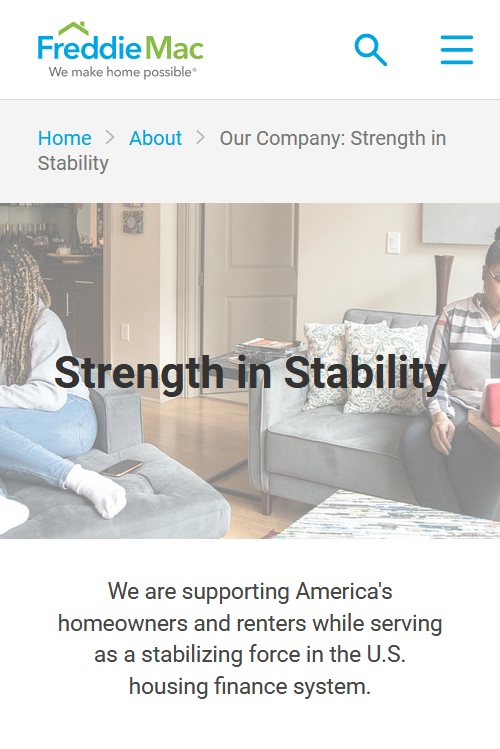 FreddieMac
We make home possible®
Home > About > Our Company: Strength in
Stability
Strength in Stability
We are supporting America's
homeowners and renters while serving
as a stabilizing force in the U.S.
housing finance system.